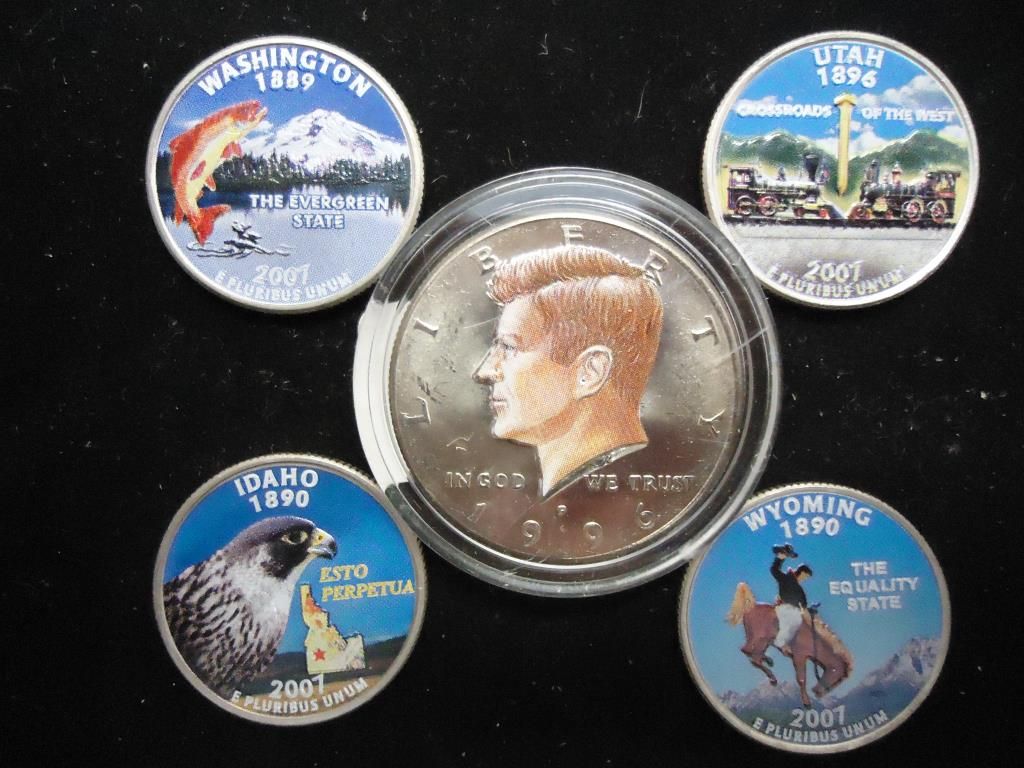 WASHINGTON
1889
THE EVERGREEN
STATE
2007
E PLURIBUS UNUM
UTAH
1896
CROSSROADS OF THE WEST
2007
E PLURIBUS UNUM
LIBERTY
IN GOD WE TRUST
P
1996
IDAHO
1890
ESTO
PERPETUA
2007
E PLURIBUS UNUM
WYOMING
1890
THE
EQUALITY
STATE
2007
E PLURIBUS UNUM